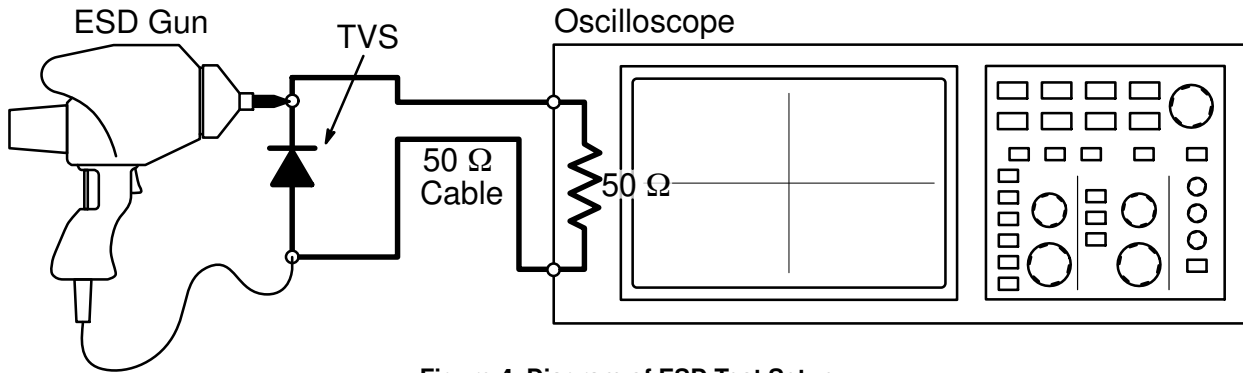 ESD Gun
TVS
Oscilloscope
50 Ω
Cable
50 Ω